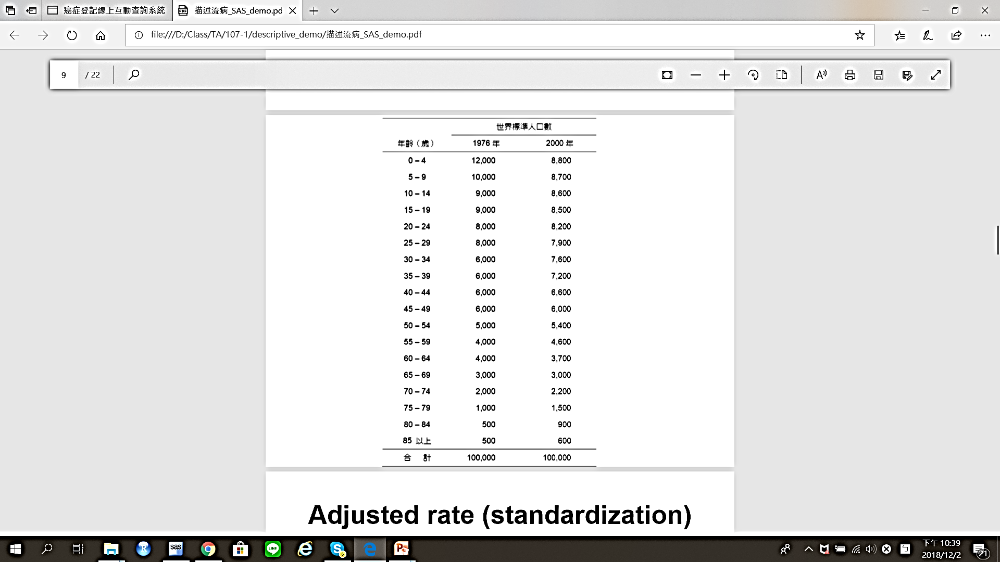 癌症登記線上互動查詢系統
描述流病_SAS_demo.pd
file:///D:/Class/TA/107-1/descriptive_demo/描述流病_SAS_demo.pdf
9 / 22
世界標準人口數
年齡（歲） 1976 年 2000 年
0 – 4 12,000 8,800
5 – 9 10,000 8,700
10 – 14 9,000 8,600
15 – 19 9,000 8,500
20 – 24 8,000 8,200
25 – 29 8,000 7,900
30 – 34 6,000 7,600
35 – 39 6,000 7,200
40 – 44 6,000 6,600
45 – 49 6,000 6,000
50 – 54 5,000 5,400
55 – 59 4,000 4,600
60 – 64 4,000 3,700
65 – 69 3,000 3,000
70 – 74 2,000 2,200
75 – 79 1,000 1,500
80 – 84 500 900
85 以上 500 600
合 計 100,000 100,000
Adjusted rate (standardization)
下午 10:39
2018/12/2
21